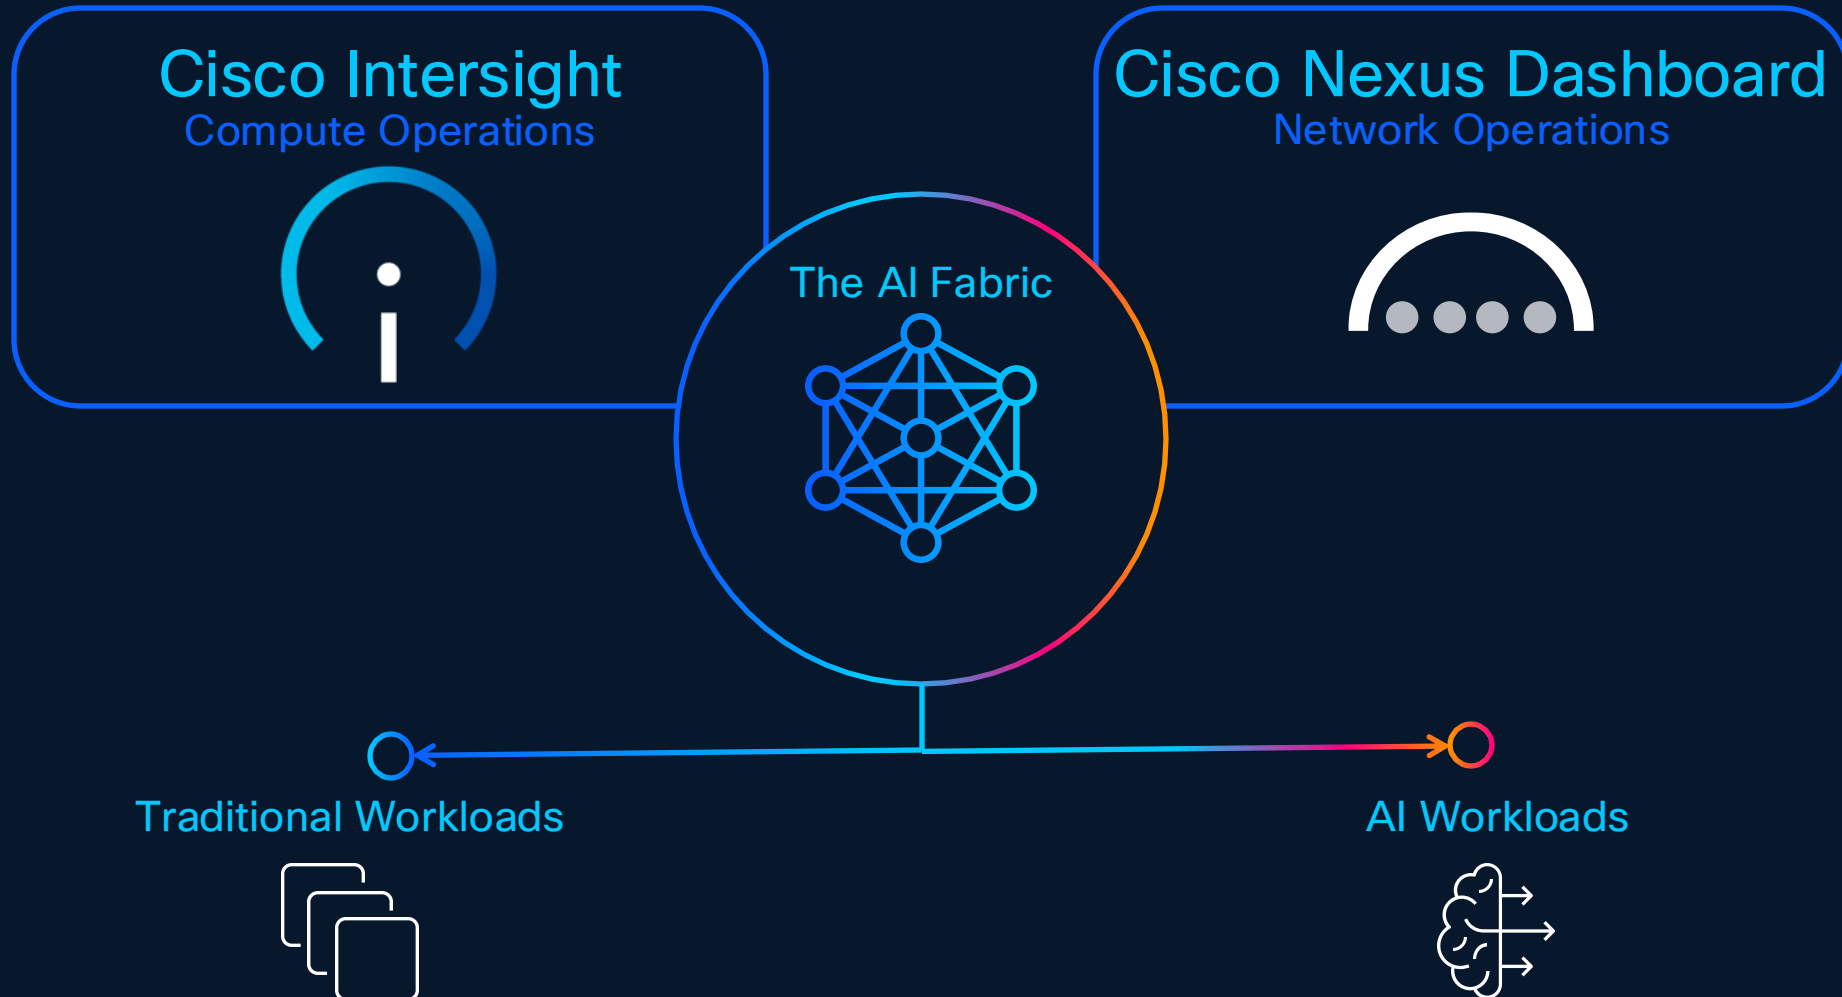 Cisco Intersight
Compute Operations
Cisco Nexus Dashboard
Network Operations
The AI Fabric
Traditional Workloads
AI Workloads